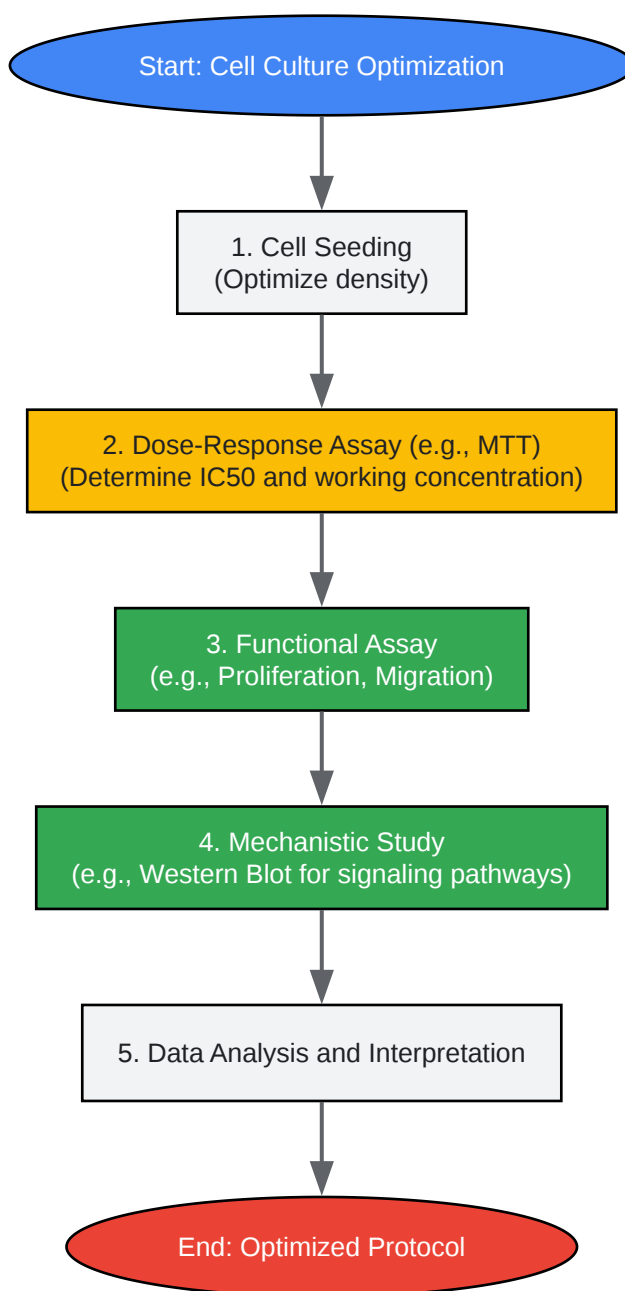 Start: Cell Culture Optimization
1. Cell Seeding
(Optimize density)
2. Dose-Response Assay (e.g., MTT)
(Determine IC50 and working concentration)
3. Functional Assay
(e.g., Proliferation, Migration)
4. Mechanistic Study
(e.g., Western Blot for signaling pathways)
5. Data Analysis and Interpretation
End: Optimized Protocol